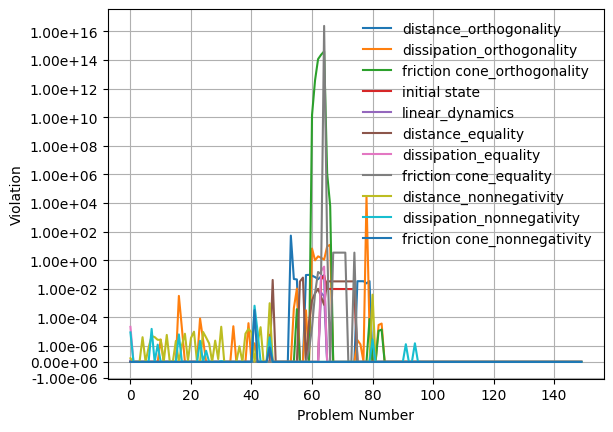 1.00e+16
1.00e+14
1.00e+12
1.00e+10
1.00e+08
1.00e+06
1.00e+04
1.00e+02
1.00e+00
1.00e-02
1.00e-04
1.00e-06
0.00e+00
-1.00e-06
Violation
distance_orthogonality
dissipation_orthogonality
friction cone_orthogonality
initial state
linear_dynamics
distance_equality
dissipation_equality
friction cone_equality
distance_nonnegativity
dissipation_nonnegativity
friction cone_nonnegativity
0 20 40 60 80 100 120 140
Problem Number